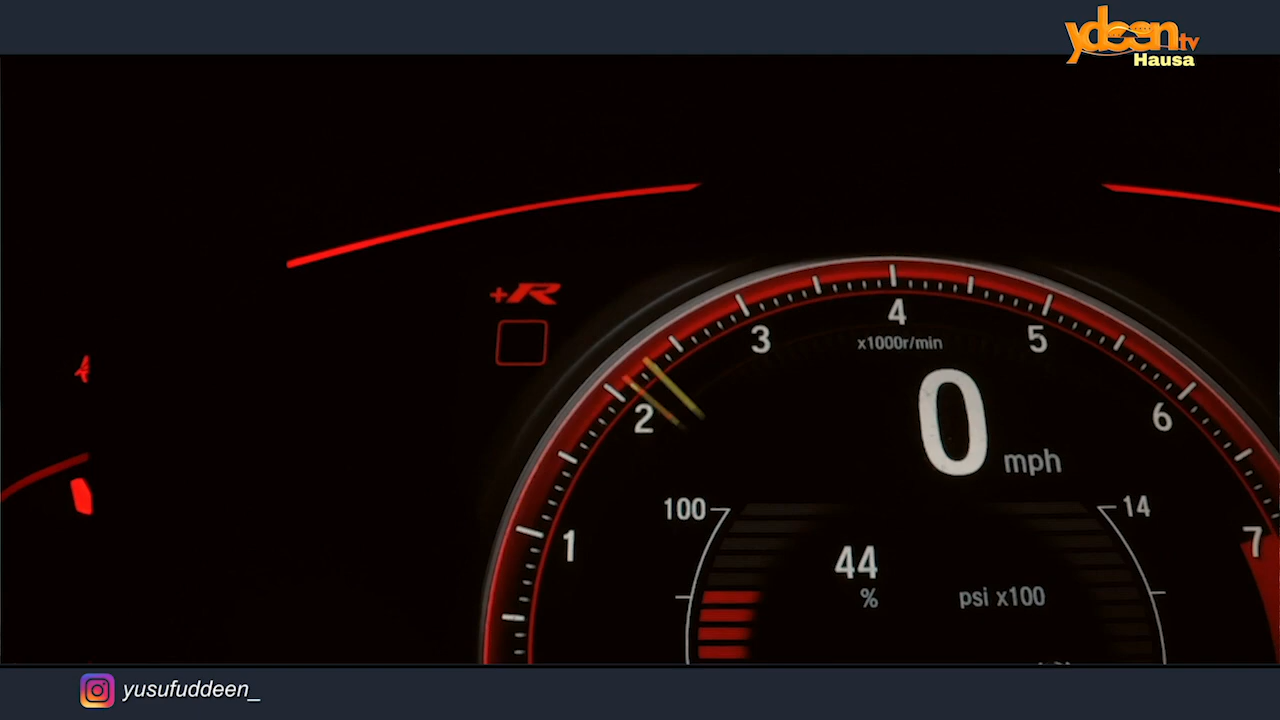 ydeen tv
Hausa
+R
4
x1000r/min
3
5
2
6
0 mph
100
14
1
7
44
%
psi x100
yusufuddeen_